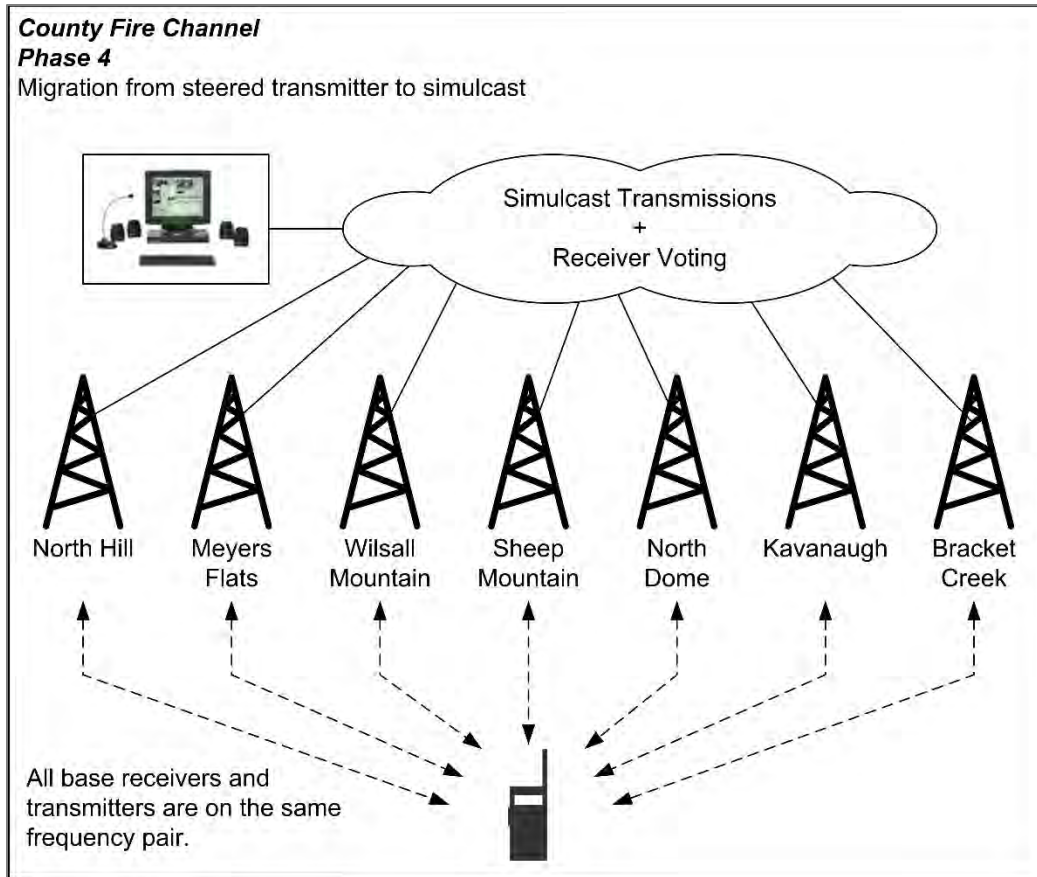 County Fire Channel
Phase 4
Migration from steered transmitter to simulcast
Simulcast Transmissions
+
Receiver Voting
North Hill
Meyers
Flats
Wilsall
Mountain
Sheep
Mountain
North
Dome
Kavanaugh
Bracket
Creek
All base receivers and
transmitters are on the same
frequency pair.